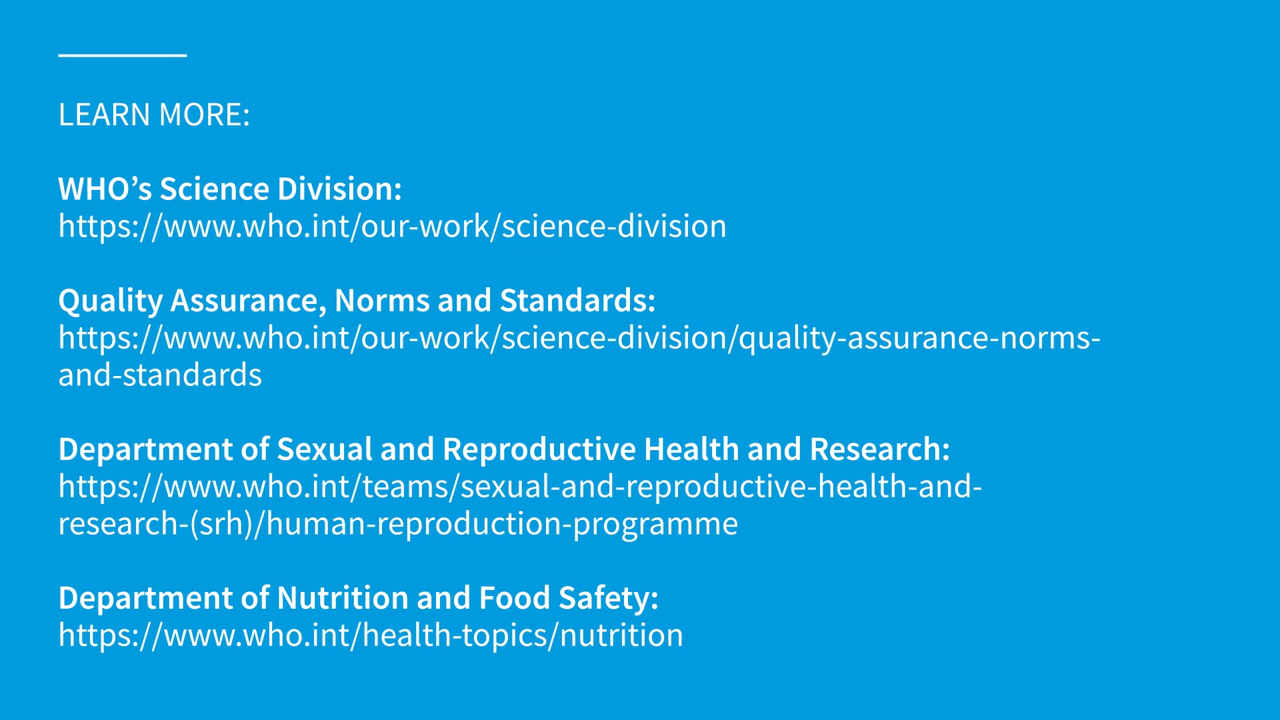 LEARN MORE:
WHO’s Science Division:
https://www.who.int/our-work/science-division
Quality Assurance, Norms and Standards:
https://www.who.int/our-work/science-division/quality-assurance-norms-
and-standards
Department of Sexual and Reproductive Health and Research:
https://www.who.int/teams/sexual-and-reproductive-health-and-
research-(srh)/human-reproduction-programme
Department of Nutrition and Food Safety:
https://www.who.int/health-topics/nutrition